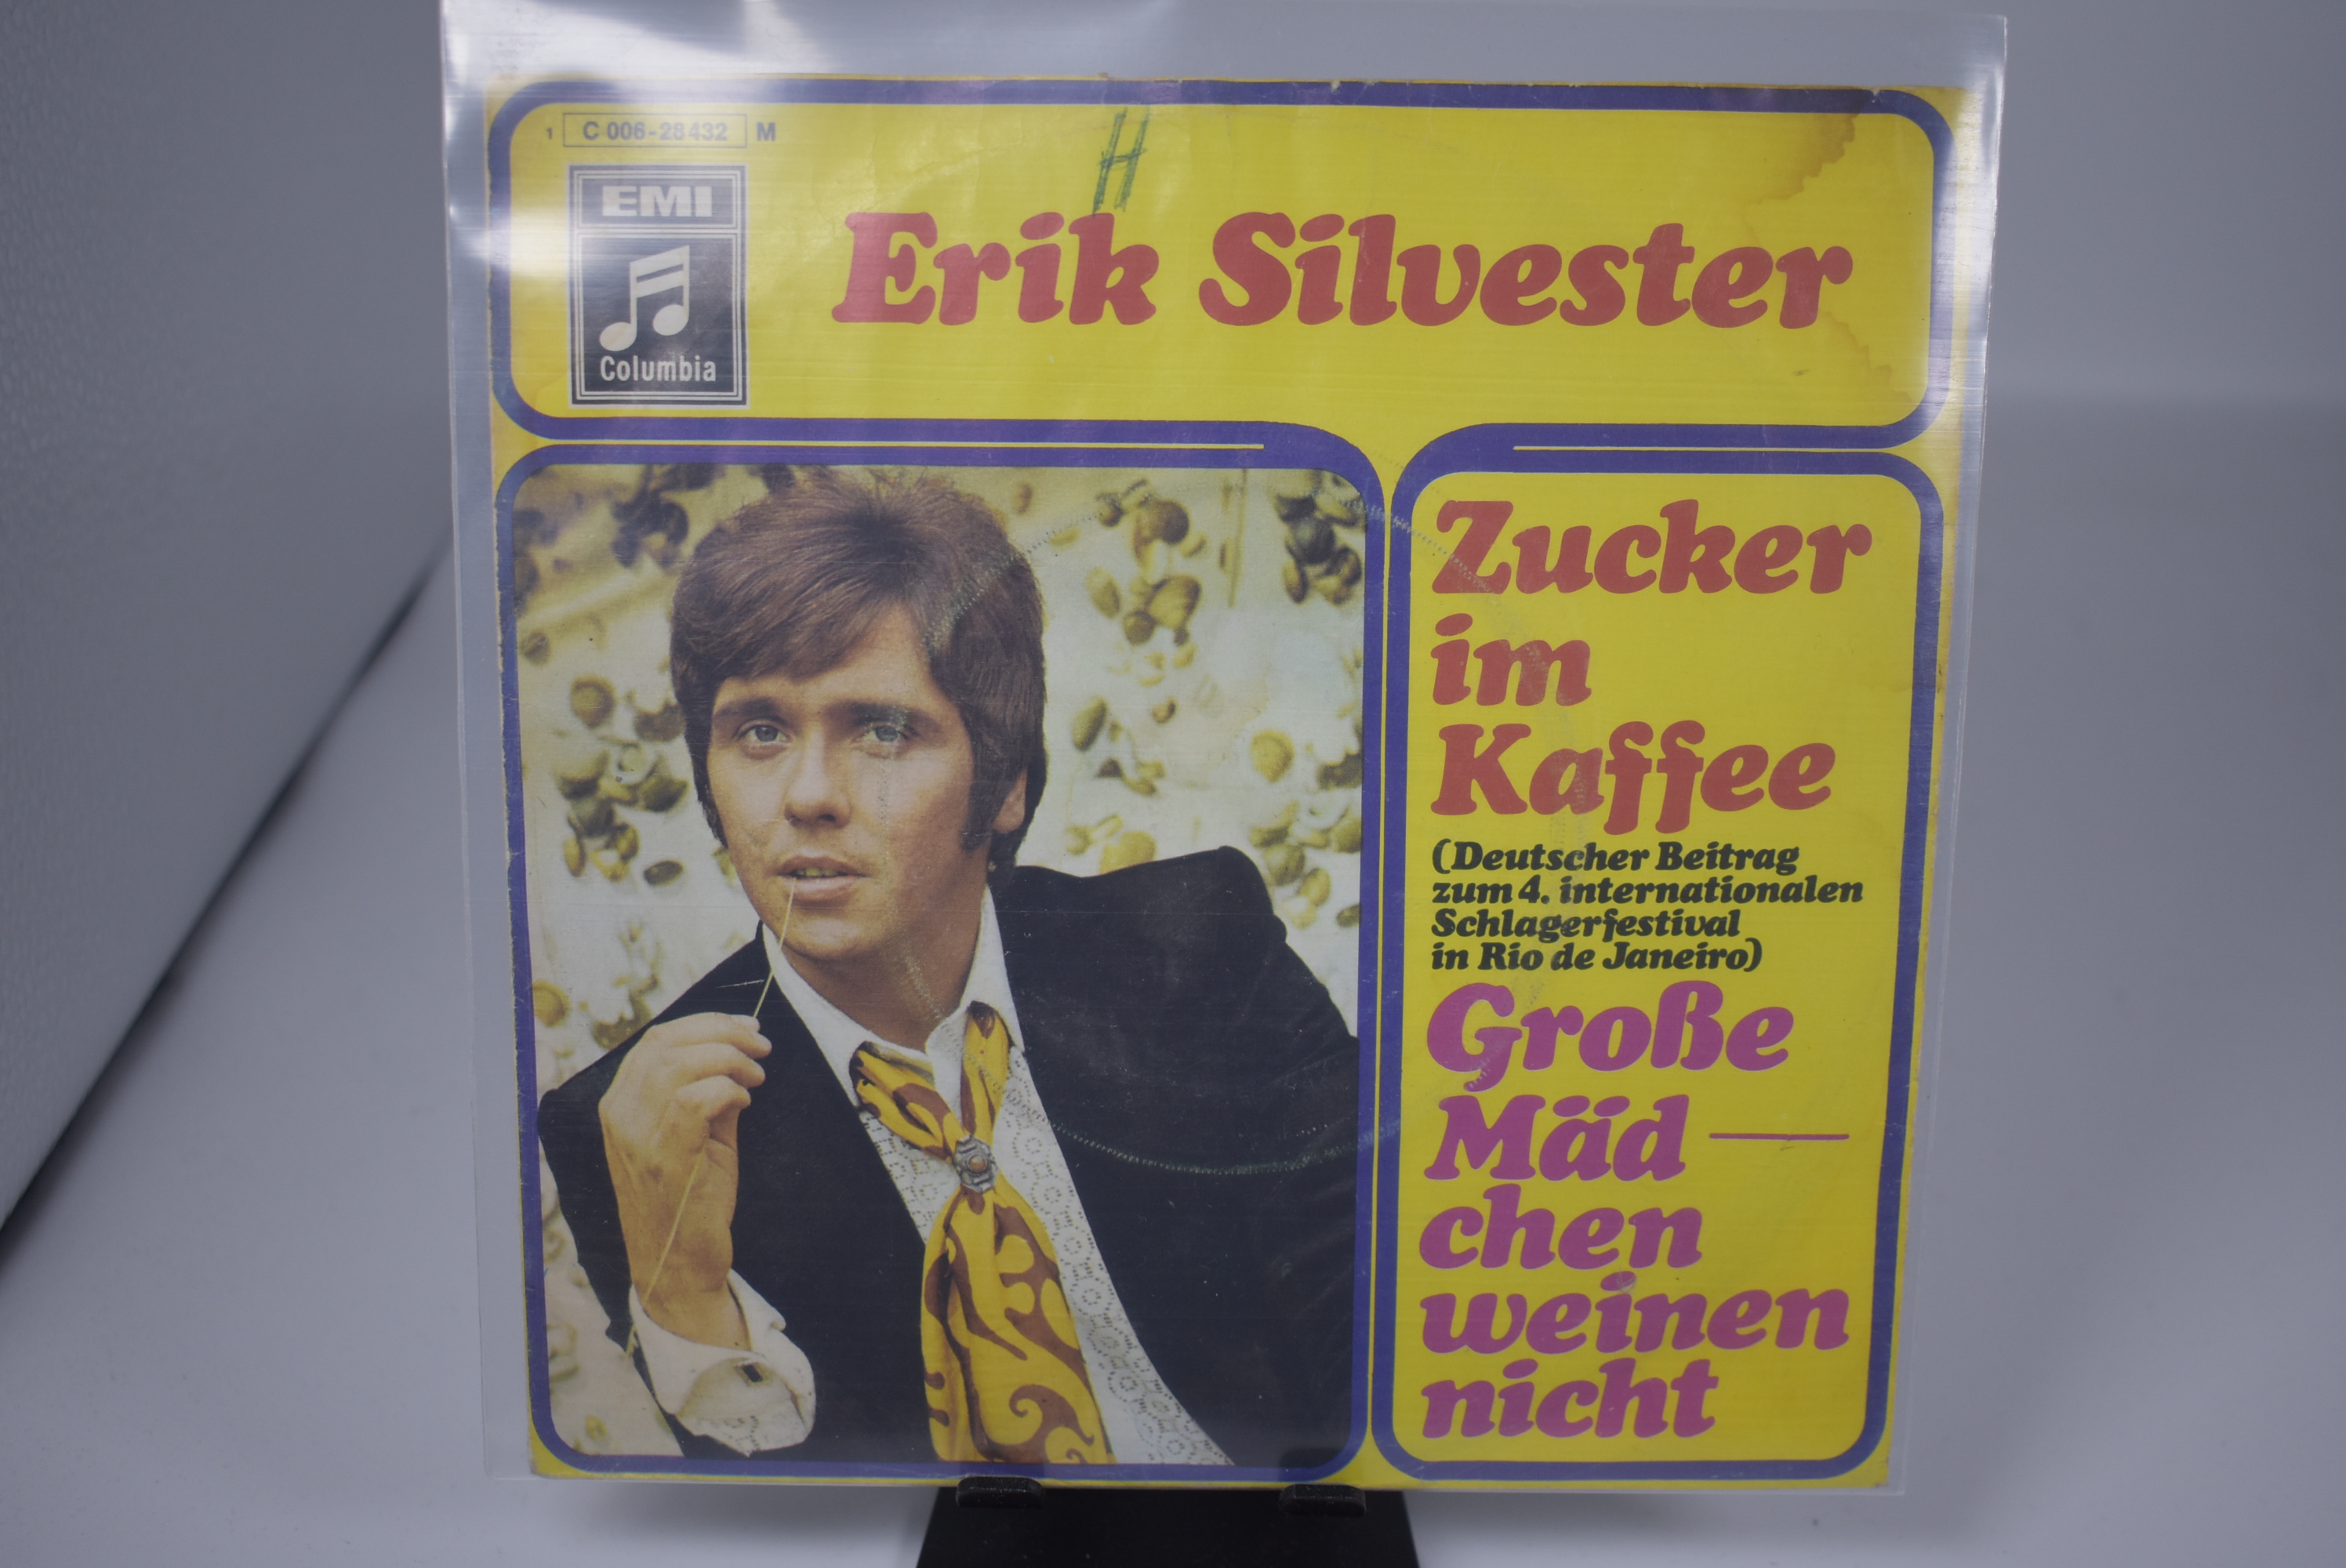 1 C 006-28432 M
H
EMI
Columbia
Erik Silvester
Zucker
im
Kaffee
(Deutscher Beitrag
zum 4. internationalen
Schlagerfestival
in Rio de Janeiro)
Große
Mäd—
chen
weinen
nicht